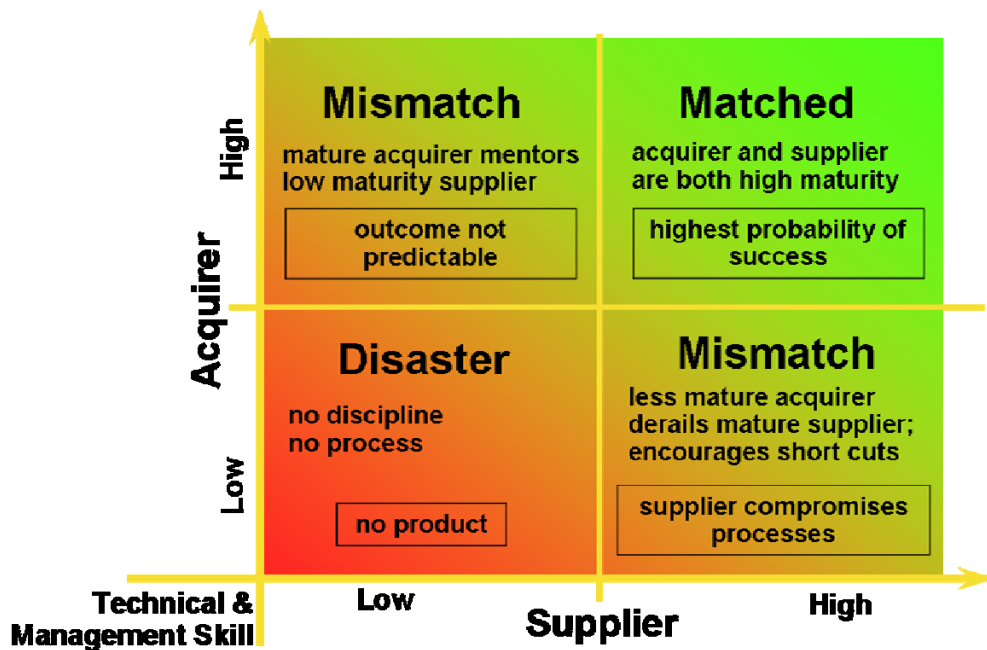 High
Acquirer
Low
Mismatch
mature acquirer mentors
low maturity supplier
outcome not
predictable
Matched
acquirer and supplier
are both high maturity
highest probability of
success
Disaster
no discipline
no process
no product
Mismatch
less mature acquirer
derails mature supplier;
encourages short cuts
supplier compromises
processes
Technical &
Management Skill
Low
Supplier
High